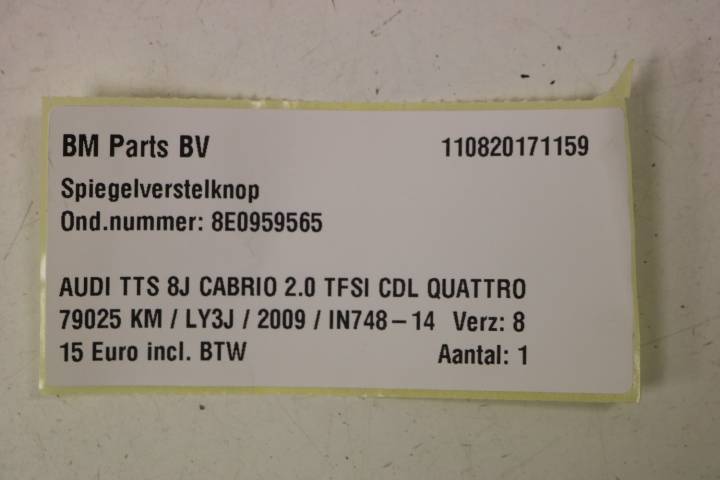 BM Parts BV 110820171159
Spiegelverstelknop
Ond.nummer: 8E0959565
AUDI TTS 8J CABRIO 2.0 TFSI CDL QUATTRO
79025 KM / LY3J / 2009 / IN748-14 Verz: 8
15 Euro incl. BTW Aantal: 1